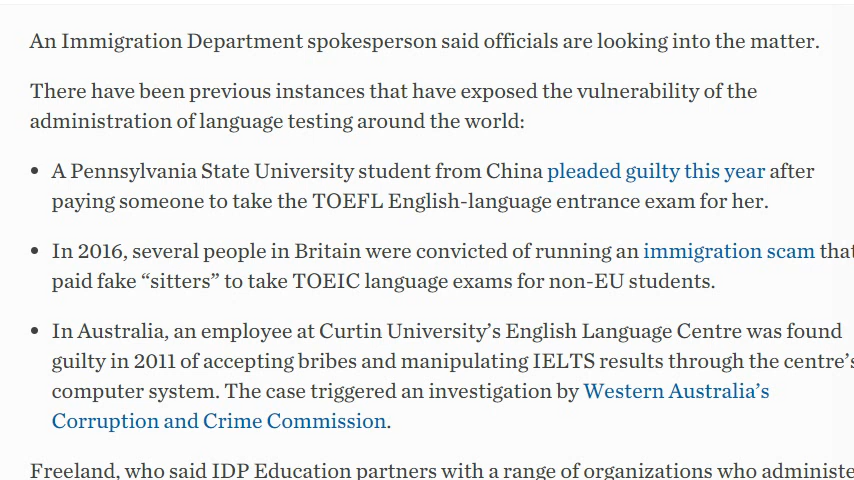 An Immigration Department spokesperson said officials are looking into the matter.
There have been previous instances that have exposed the vulnerability of the
administration of language testing around the world:
• A Pennsylvania State University student from China pleaded guilty this year after
paying someone to take the TOEFL English-language entrance exam for her.
• In 2016, several people in Britain were convicted of running an immigration scam that
paid fake “sitters” to take TOEIC language exams for non-EU students.
• In Australia, an employee at Curtin University’s English Language Centre was found
guilty in 2011 of accepting bribes and manipulating IELTS results through the centre’s
computer system. The case triggered an investigation by Western Australia’s
Corruption and Crime Commission.
Freeland, who said IDP Education partners with a range of organizations who administe